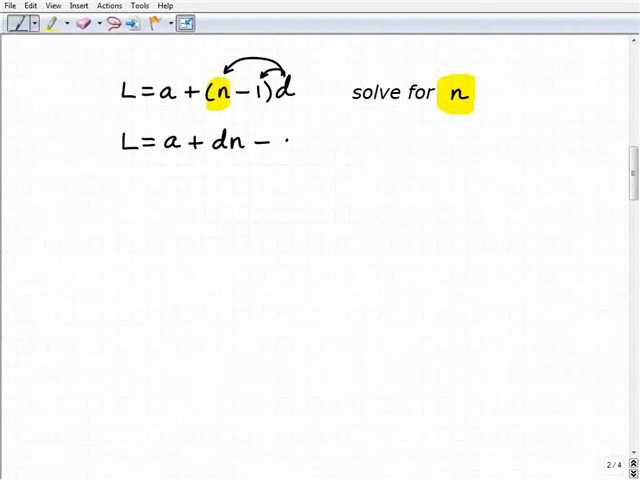 File Edit View Insert Actions Tools Help
L = a + (n − 1)d solve for n
L = a + dn −
2 / 4